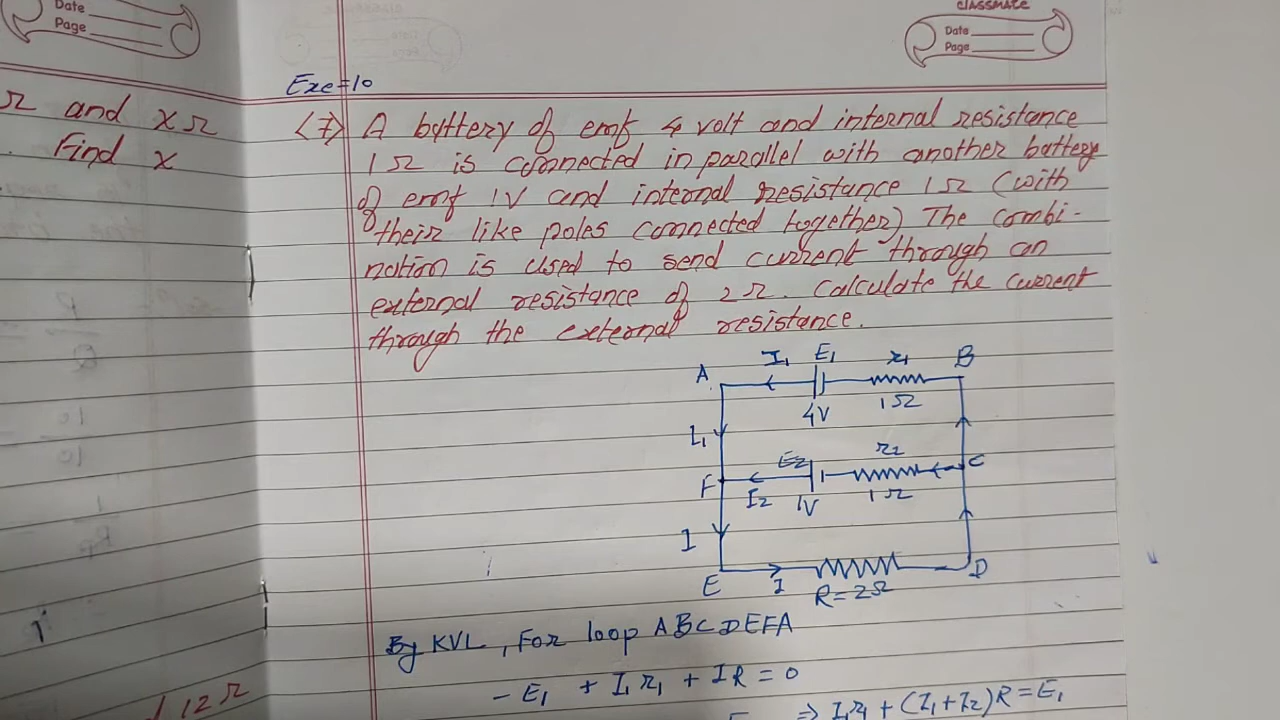 Date
Page
CLASSMATE
Date
Page
Exe=10
Ω and xΩ
Find x
(7) A battery of emf 4 volt and internal resistance
1Ω is connected in parallel with another battery
of emf 1V and internal resistance 1Ω (with
their like poles connected together) The combi-
nation is used to send current through an
external resistance of 2Ω. Calculate the current
through the external resistance.
A I₁ E₁ r₁ B
4V 1Ω
I₁
E₂ r₂ C
F I₂ 1V 1Ω
I
E I R=2Ω D
By KVL, For loop ABCDEFA
- E₁ + I₁r₁ + IR = 0
⇒ I₁r₁ + (I₁+I₂)R = E₁
12Ω